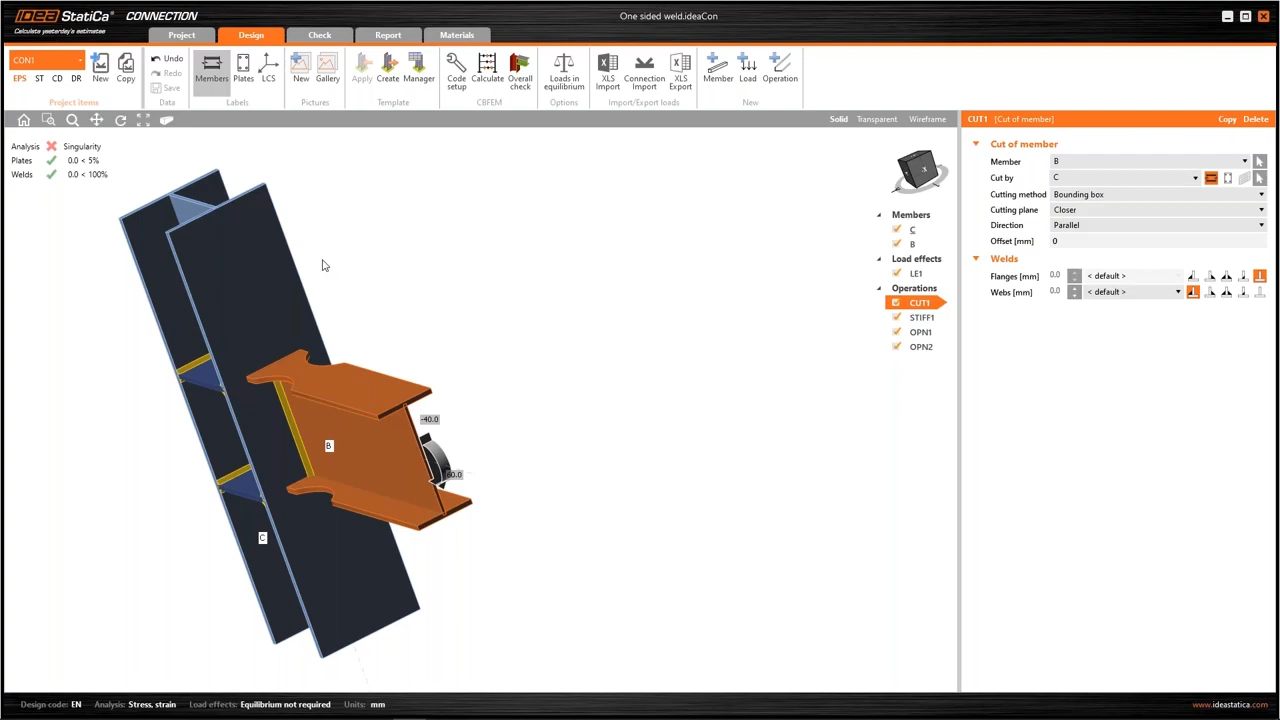 IDEA StatiCa® CONNECTION
Calculate yesterday's estimates
One sided weld.ideaCon
Project Design Check Report Materials
CON1
EPS ST CD DR
New Copy
Undo
Redo
Save
Members Plates LCS
New Gallery
Apply Create Manager
Code setup Calculate Overall check
Loads in equilibrium
XLS Import Connection Import XLS Export
Member Load Operation
Project items Data Labels Pictures Template CBFEM Options Import/Export loads New
Solid Transparent Wireframe
CUT1 [Cut of member] Copy Delete
Analysis Singularity
Plates 0.0 < 5%
Welds 0.0 < 100%
-X
Members
C
B
Load effects
LE1
Operations
CUT1
STIFF1
OPN1
OPN2
Cut of member
Member B
Cut by C
Cutting method Bounding box
Cutting plane Closer
Direction Parallel
Offset [mm] 0
Welds
Flanges [mm] 0.0 < default >
Webs [mm] 0.0 < default >
-40.0
B
C
Design code: EN Analysis: Stress, strain Load effects: Equilibrium not required Units: mm
www.ideastatica.com